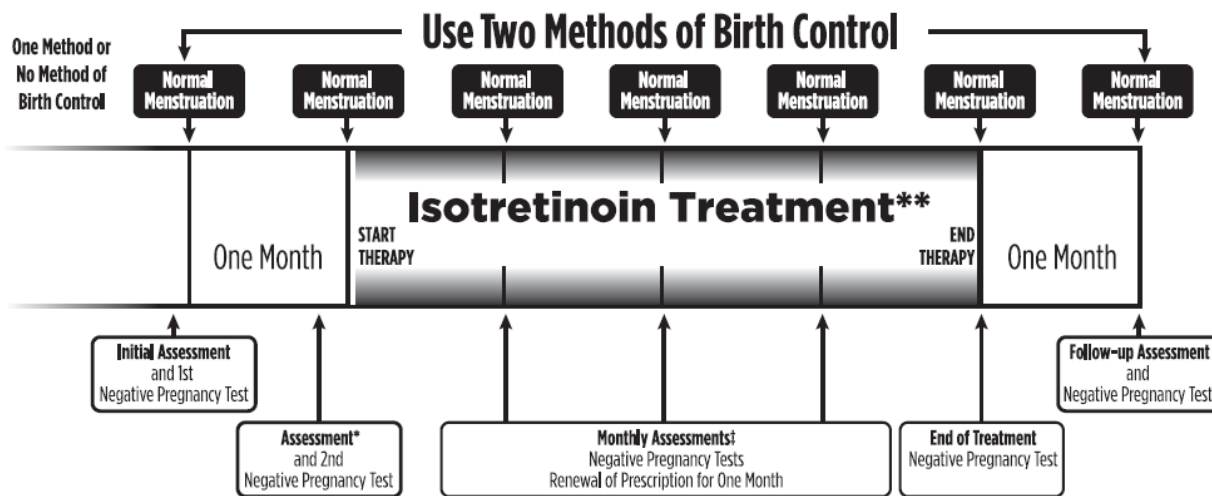 Use Two Methods of Birth Control
One Method or
No Method of
Birth Control
Normal
Menstruation
Normal
Menstruation
Normal
Menstruation
Normal
Menstruation
Normal
Menstruation
Normal
Menstruation
Normal
Menstruation
Isotretinoin Treatment**
One Month
START
THERAPY
END
THERAPY
One Month
Initial Assessment
and 1st
Negative Pregnancy Test
Assessment*
and 2nd
Negative Pregnancy Test
Monthly Assessments‡
Negative Pregnancy Tests
Renewal of Prescription for One Month
End of Treatment
Negative Pregnancy Test
Follow-up Assessment
and
Negative Pregnancy Test